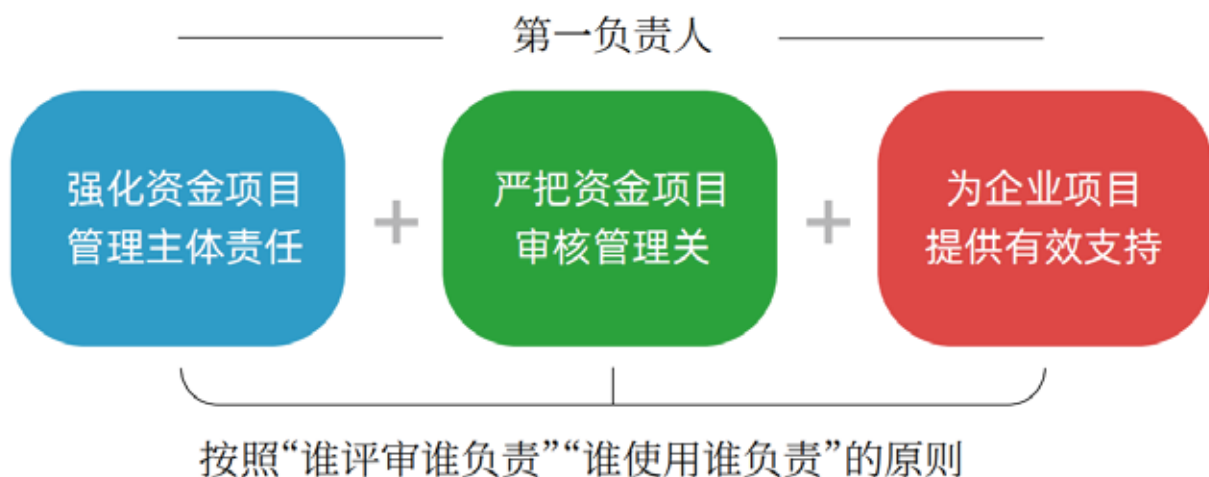 第一负责人
强化资金项目
管理主体责任
+
严把资金项目
审核管理关
+
为企业项目
提供有效支持
按照“谁评审谁负责”“谁使用谁负责”的原则